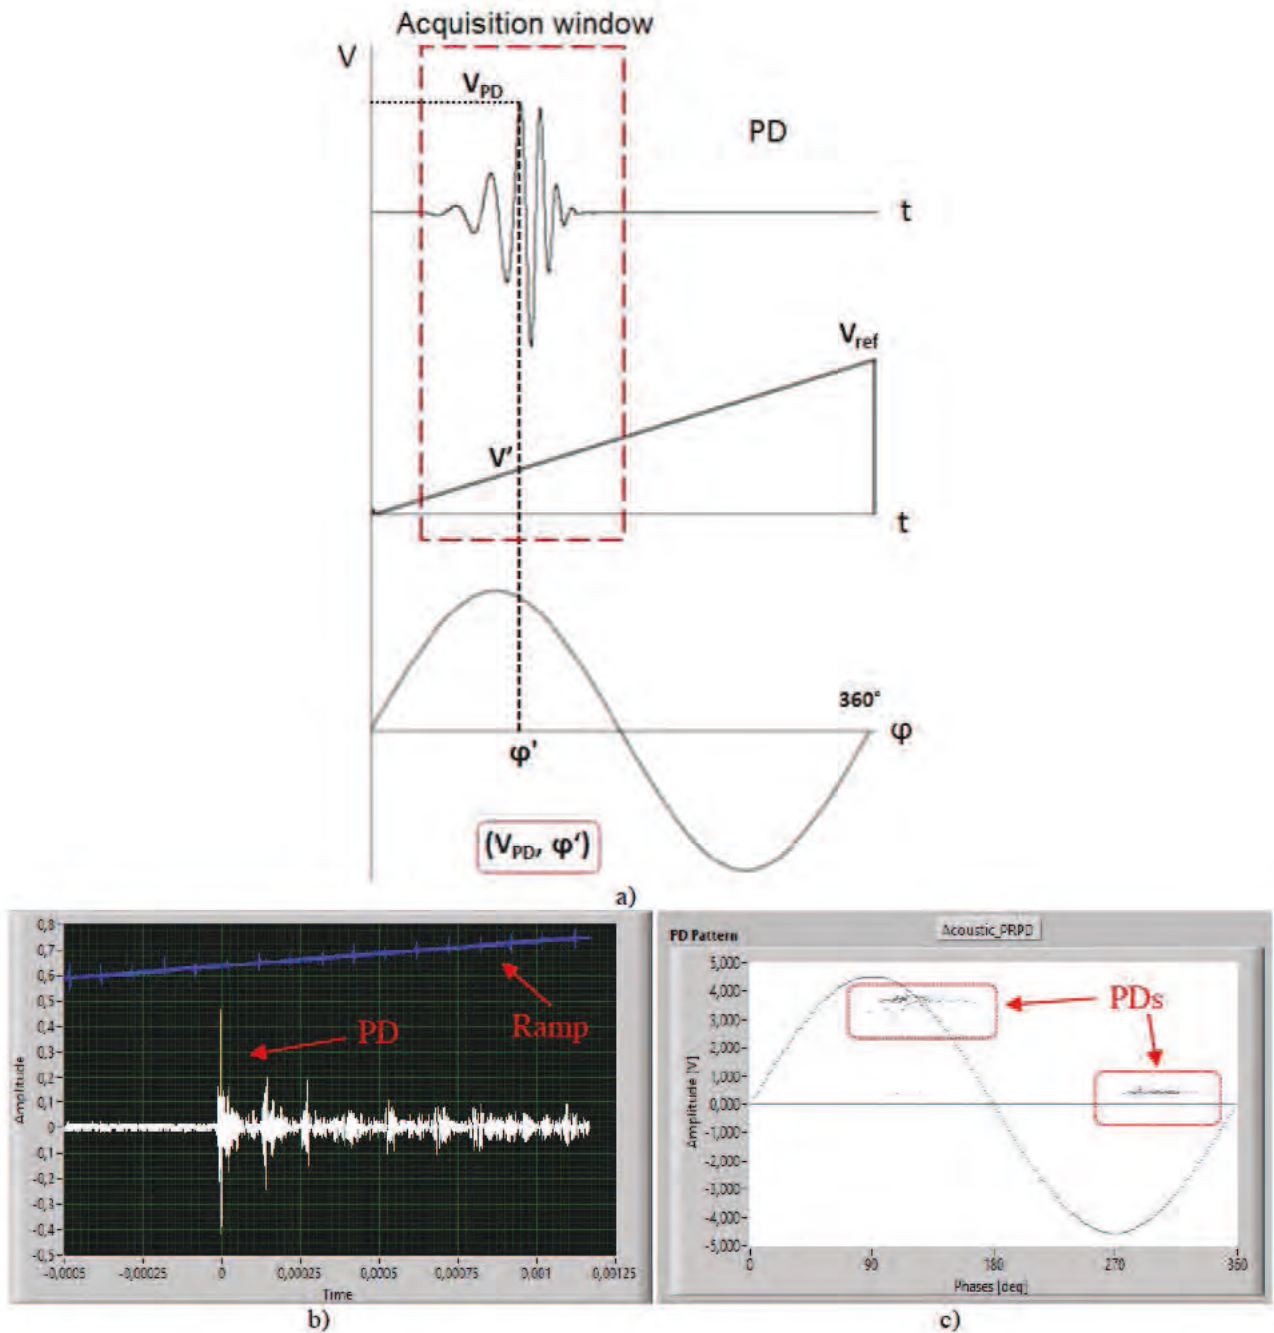 Acquisition window
V
V_PD
PD
t
V_ref
V'
t
360°
φ
φ'
(V_PD, φ')
a)
0,8
0,7
0,6
0,5
0,4
0,3
0,2
0,1
0
-0,1
-0,2
-0,3
-0,4
-0,5
Amplitude
Ramp
PD
-0,0005
-0,00025
0
0,00025
0,0005
0,00075
0,001
0,00125
Time
b)
Acoustic_PRPD
PD Pattern
5,000
4,000
3,000
2,000
1,000
0,000
-1,000
-2,000
-3,000
-4,000
-5,000
Amplitude [V]
PDs
0
90
180
270
360
Phases [deg]
c)